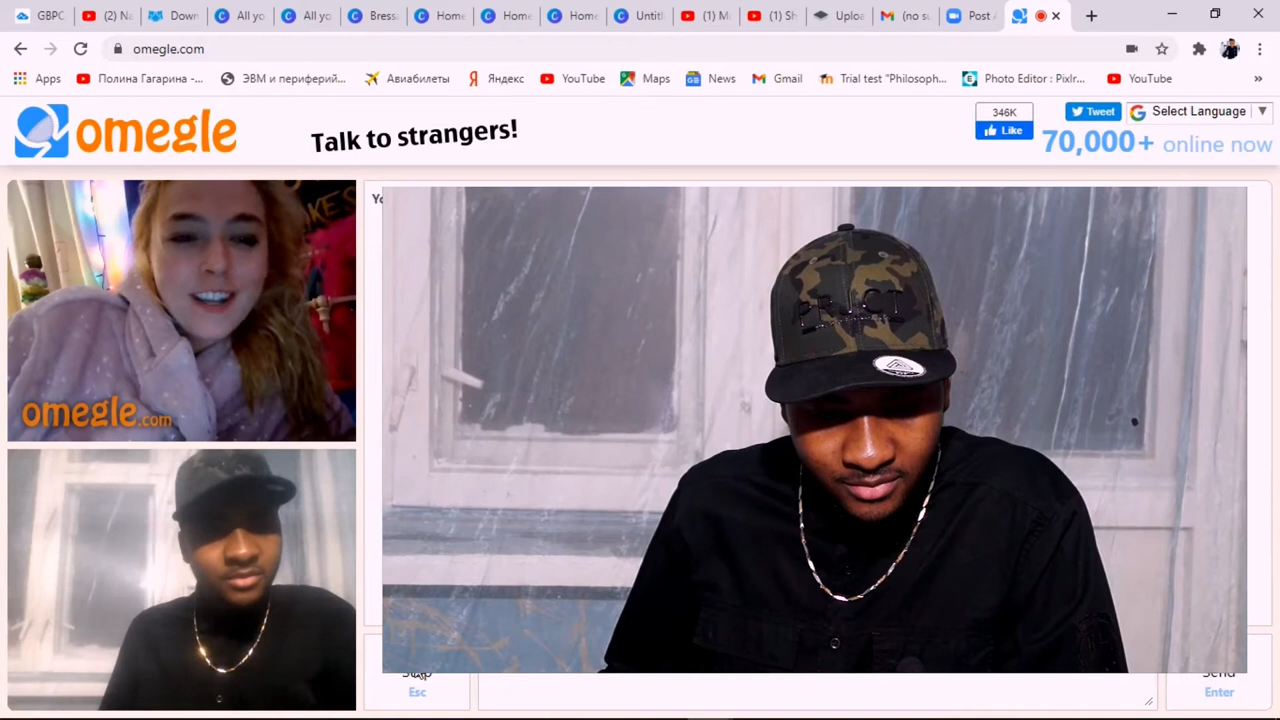 GBPC
(2) Na
Down
All yo
All yo
Bress
Home
Home
Home
Untit
(1) M
(1) Sh
Uploa
(no su
Post A
omegle.com
Apps
Полина Гагарина -...
ЭВМ и периферий...
Авиабилеты
Яндекс
YouTube
Maps
News
Gmail
Trial test "Philosoph...
Photo Editor : Pixlr...
YouTube
»
omegle
Talk to strangers!
346K
Like
Tweet
Select Language
70,000+ online now
omegle.com
PRJCT
Esc
Enter